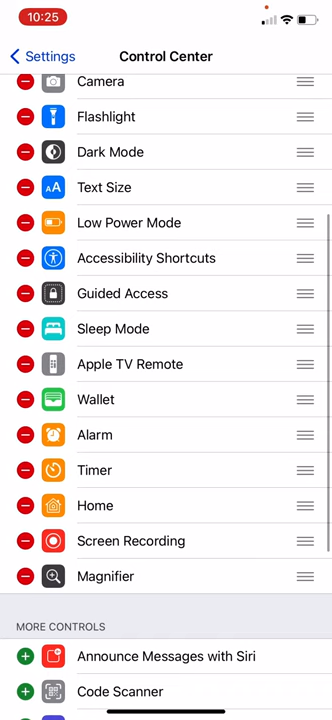 10:25
Settings
Control Center
Camera
Flashlight
Dark Mode
AA Text Size
Low Power Mode
Accessibility Shortcuts
Guided Access
Sleep Mode
Apple TV Remote
Wallet
Alarm
Timer
Home
Screen Recording
Magnifier
MORE CONTROLS
Announce Messages with Siri
Code Scanner